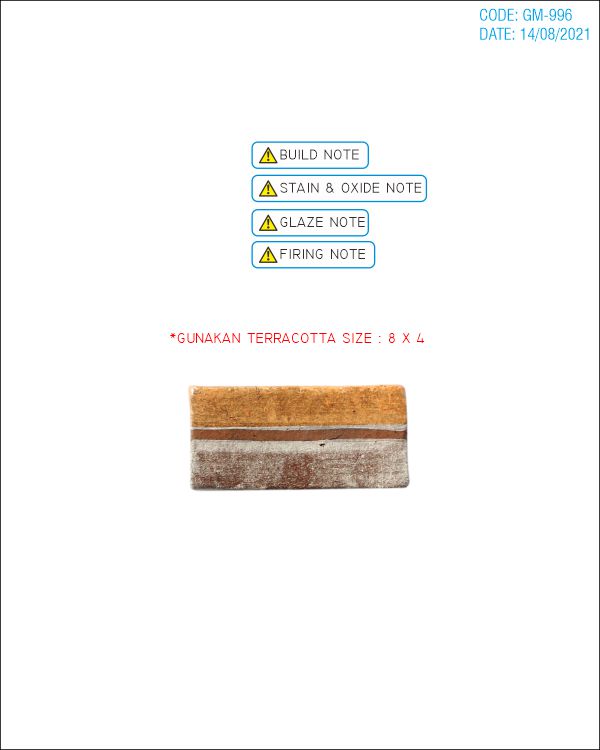 CODE: GM-996
DATE: 14/08/2021
BUILD NOTE
STAIN & OXIDE NOTE
GLAZE NOTE
FIRING NOTE
*GUNAKAN TERRACOTTA SIZE : 8 X 4